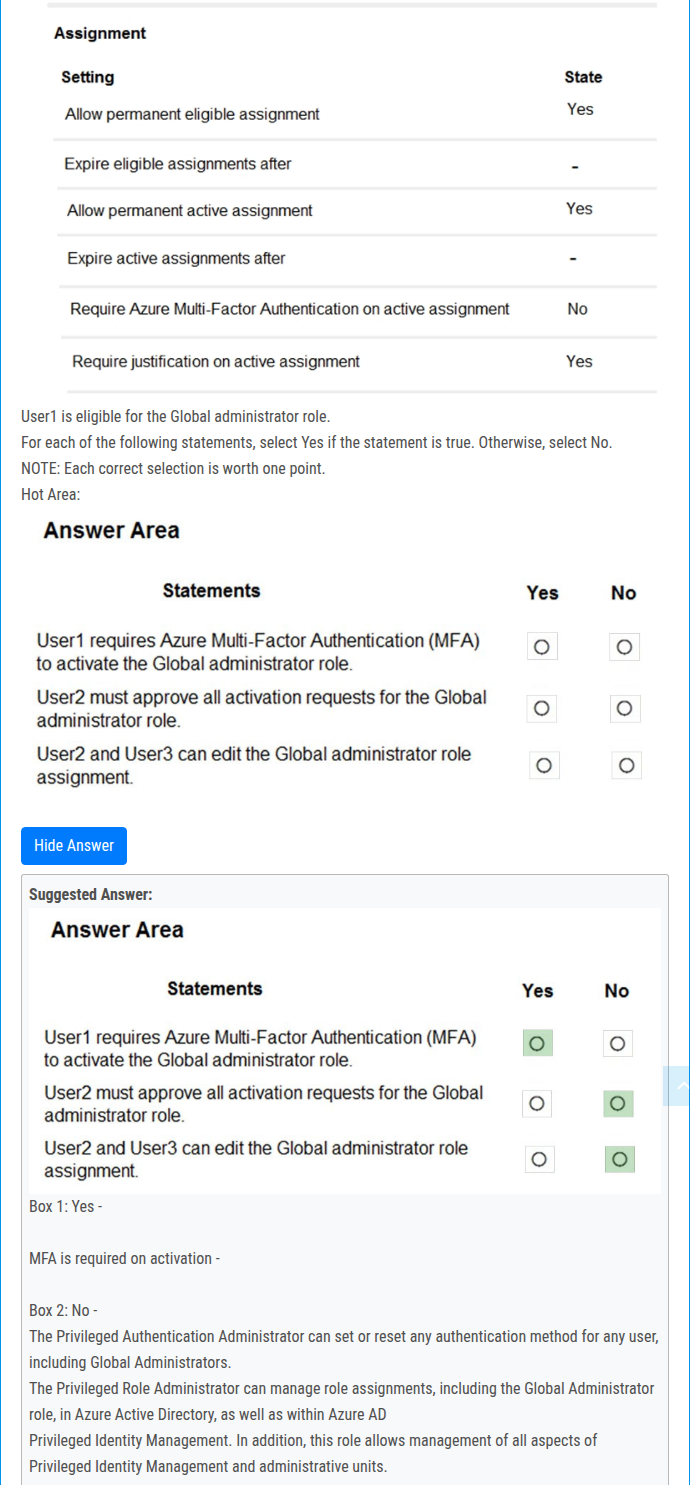 Assignment
Setting State
Allow permanent eligible assignment Yes
Expire eligible assignments after -
Allow permanent active assignment Yes
Expire active assignments after -
Require Azure Multi-Factor Authentication on active assignment No
Require justification on active assignment Yes
User1 is eligible for the Global administrator role.
For each of the following statements, select Yes if the statement is true. Otherwise, select No.
NOTE: Each correct selection is worth one point.
Hot Area:
Answer Area
Statements Yes No
User1 requires Azure Multi-Factor Authentication (MFA)
to activate the Global administrator role.
User2 must approve all activation requests for the Global
administrator role.
User2 and User3 can edit the Global administrator role
assignment.
Hide Answer
Suggested Answer:
Answer Area
Statements Yes No
User1 requires Azure Multi-Factor Authentication (MFA)
to activate the Global administrator role.
User2 must approve all activation requests for the Global
administrator role.
User2 and User3 can edit the Global administrator role
assignment.
Box 1: Yes -
MFA is required on activation -
Box 2: No -
The Privileged Authentication Administrator can set or reset any authentication method for any user,
including Global Administrators.
The Privileged Role Administrator can manage role assignments, including the Global Administrator
role, in Azure Active Directory, as well as within Azure AD
Privileged Identity Management. In addition, this role allows management of all aspects of
Privileged Identity Management and administrative units.